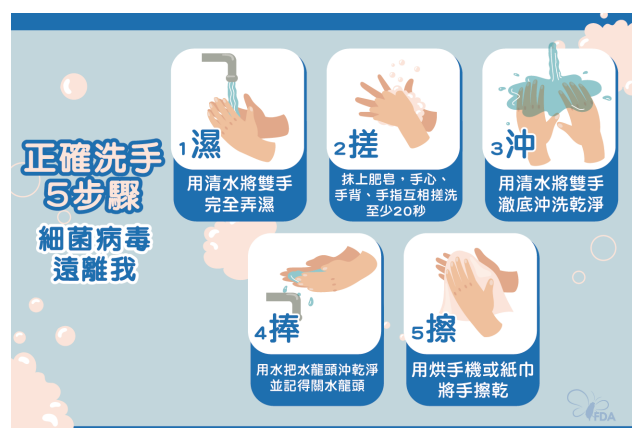 正確洗手
5步驟
細菌病毒
遠離我
1濕
用清水將雙手
完全弄濕
2搓
抹上肥皂，手心、
手背、手指互相搓洗
至少20秒
3沖
用清水將雙手
澈底沖洗乾淨
4捧
用水把水龍頭沖乾淨
並記得關水龍頭
5擦
用烘手機或紙巾
將手擦乾
FDA